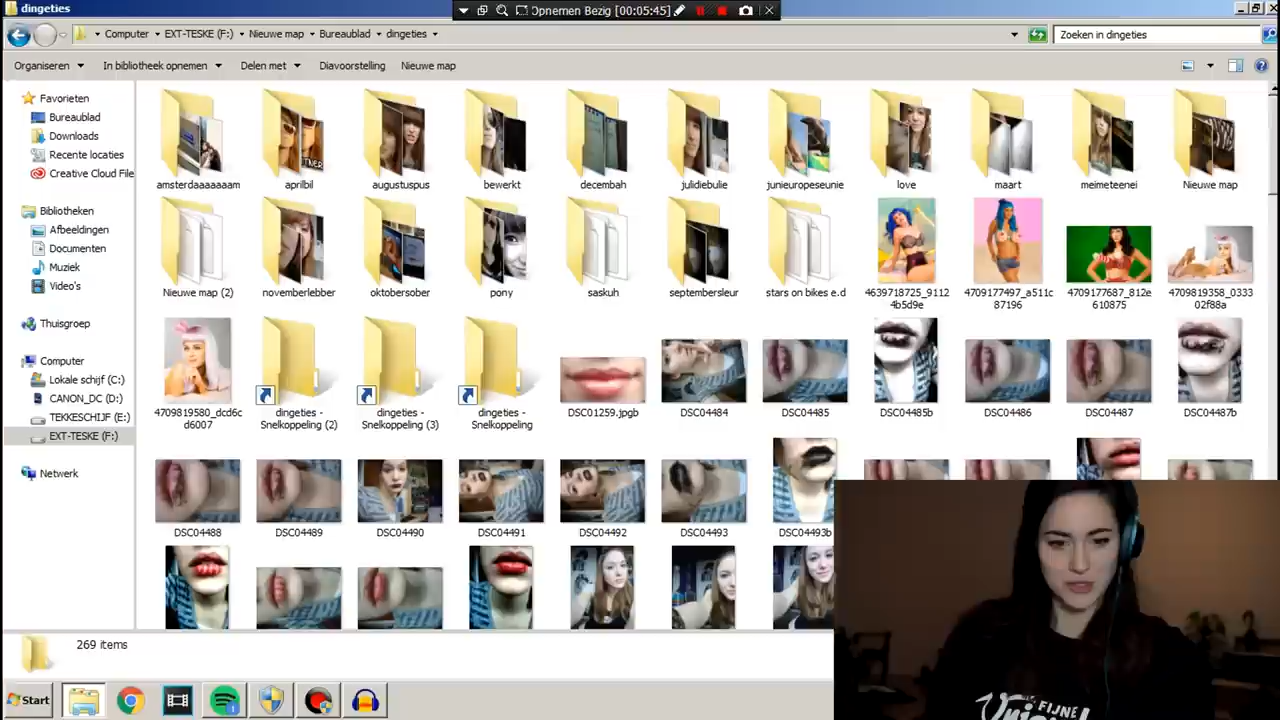 dingeties
Opnemen Bezig [00:05:45]
Computer EXT-TESKE (F:) Nieuwe map Bureaublad dingeties
Zoeken in dingeties
Organiseren In bibliotheek opnemen Delen met Diavoorstelling Nieuwe map
Favorieten
Bureaublad
Downloads
Recente locaties
Creative Cloud File
Bibliotheken
Afbeeldingen
Documenten
Muziek
Video's
Thuisgroep
Computer
Lokale schijf (C:)
CANON_DC (D:)
TEKKESCHIJF (E:)
EXT-TESKE (F:)
Netwerk
amsterdaaaaaaam aprilbil augustuspus bewerkt decembah julidiebulie junieuropeseunie love maart meimeteenei Nieuwe map
Nieuwe map (2) novemberlebber oktobersober pony saskuh septembersleur stars on bikes e.d 4639718725_9112 4709177497_a511c 4709177687_812e 4709819358_0333
4b5d9e 87196 610875 02f88a
4709819580_dcd6c dingeties - dingeties - dingeties - DSC01259.jpgb DSC04484 DSC04485 DSC04485b DSC04486 DSC04487 DSC04487b
d6007 Snelkoppeling (2) Snelkoppeling (3) Snelkoppeling
DSC04488 DSC04489 DSC04490 DSC04491 DSC04492 DSC04493 DSC04493b
269 items
Start
FIJNE